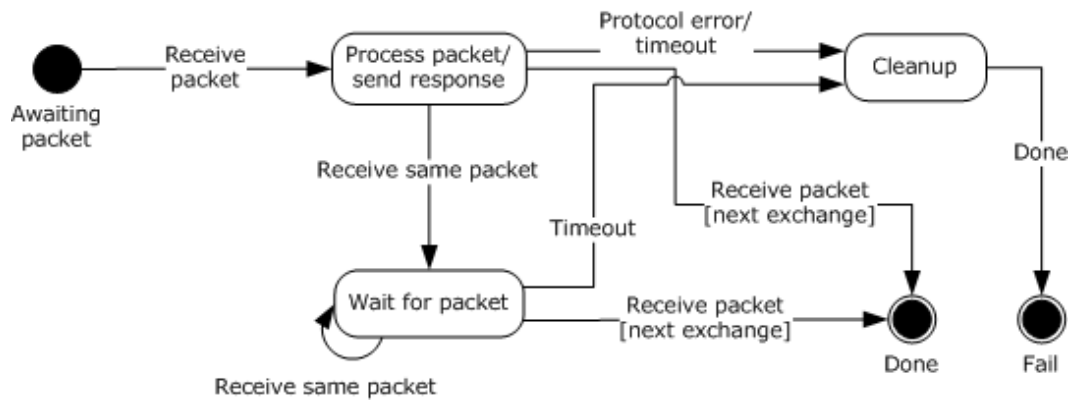 Receive
packet
Awaiting
packet
Process packet/
send response
Protocol error/
timeout
Cleanup
Receive same packet
Timeout
Receive packet
[next exchange]
Done
Wait for packet
Receive packet
[next exchange]
Receive same packet
Done
Fail